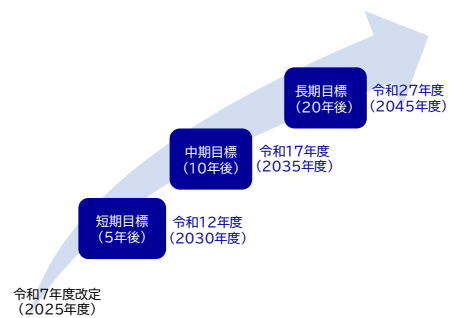 長期目標
（20年後）
令和27年度
（2045年度）
中期目標
（10年後）
令和17年度
（2035年度）
短期目標
（5年後）
令和12年度
（2030年度）
令和7年度改定
（2025年度）